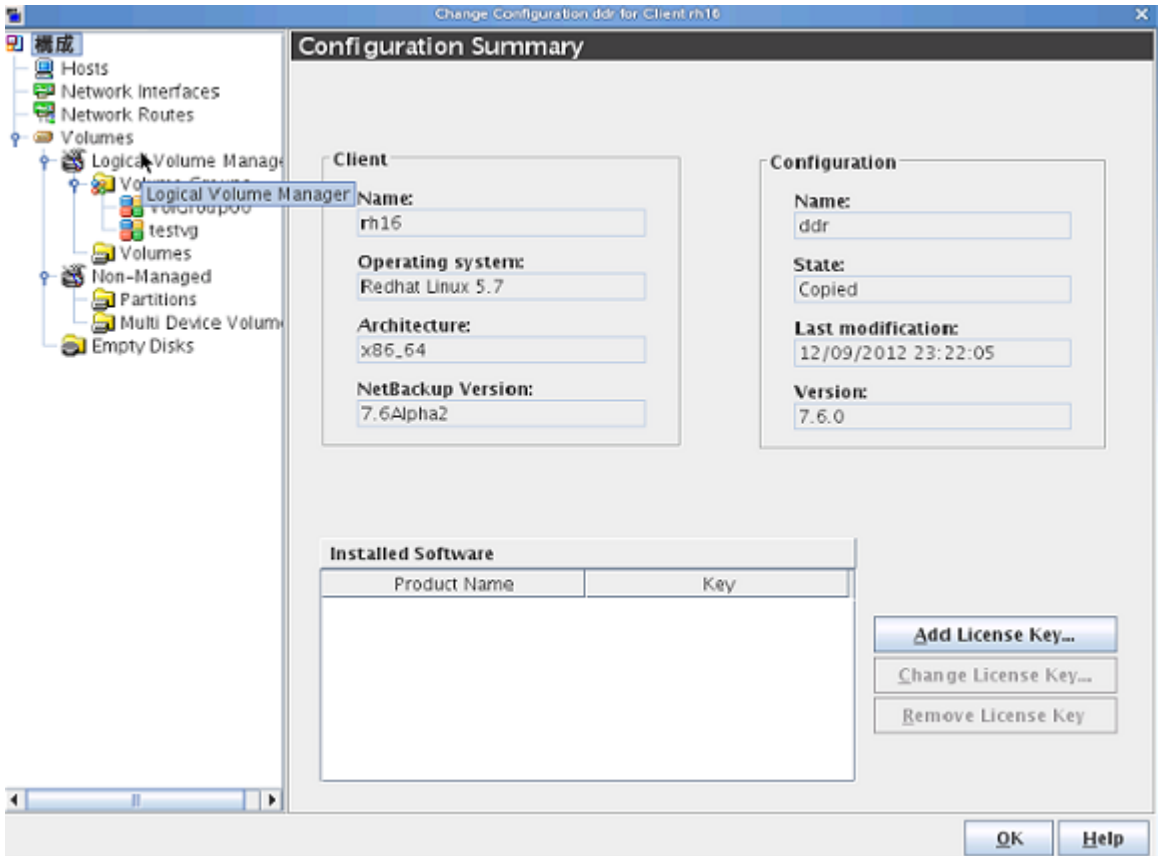 Change Configuration ddr for Client rh16
構成
Hosts
Network Interfaces
Network Routes
Volumes
Logical Volume Manage
Logical Volume Manager
VolGroup00
testvg
Volumes
Non-Managed
Partitions
Multi Device Volum
Empty Disks
Configuration Summary
Client
Name:
rh16
Operating system:
Redhat Linux 5.7
Architecture:
x86_64
NetBackup Version:
7.6Alpha2
Configuration
Name:
ddr
State:
Copied
Last modification:
12/09/2012 23:22:05
Version:
7.6.0
Installed Software
Product Name Key
Add License Key...
Change License Key...
Remove License Key
OK Help